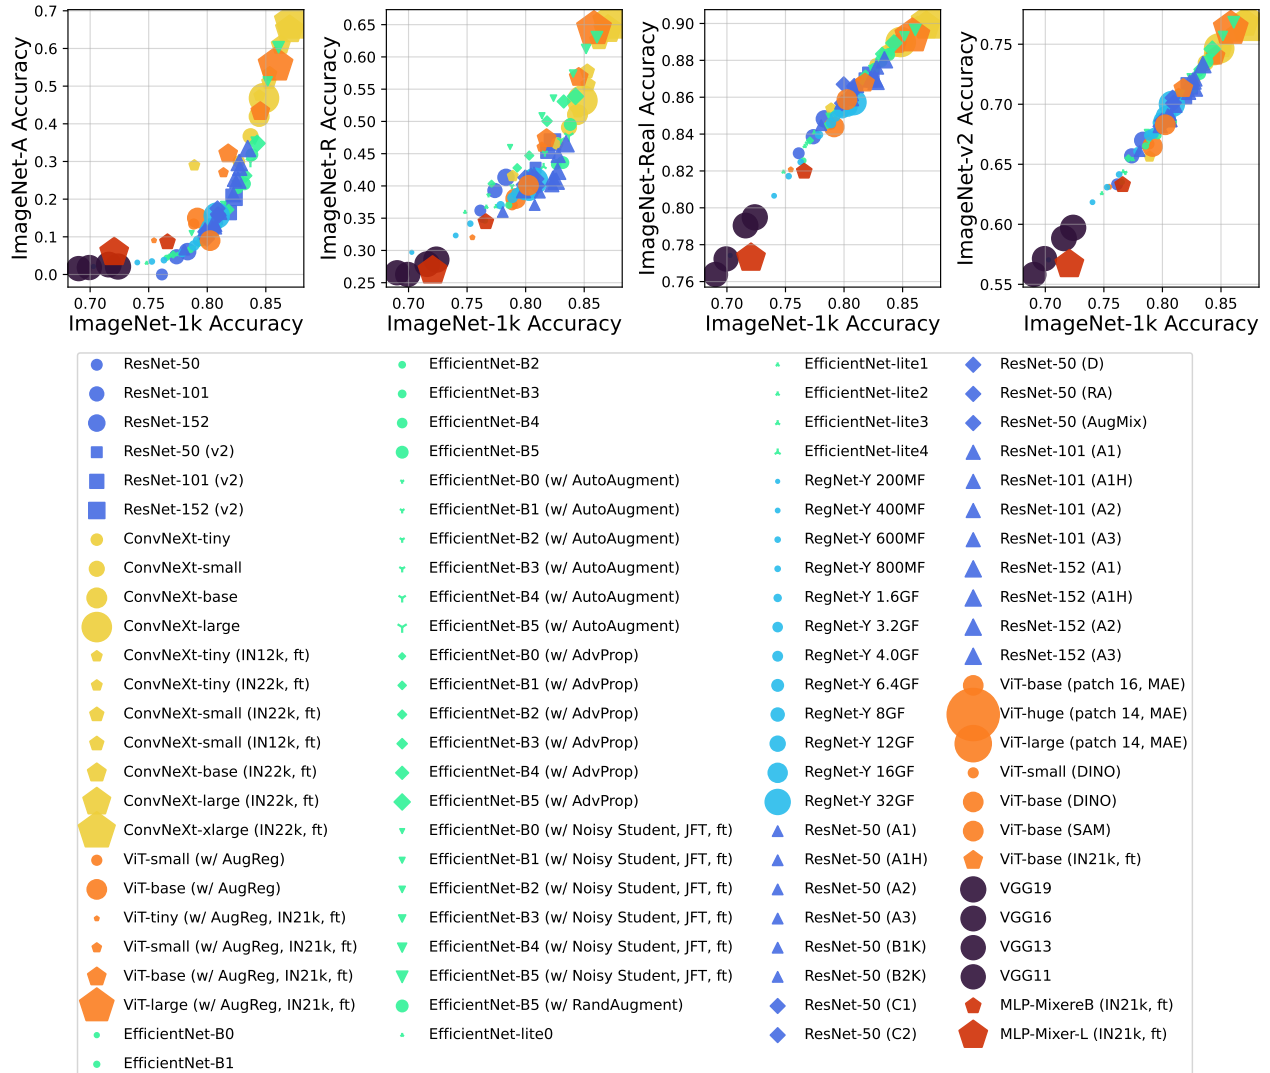 0.7
0.6
0.5
0.4
0.3
0.2
0.1
0.0
ImageNet-A Accuracy
0.70 0.75 0.80 0.85
ImageNet-1k Accuracy
0.65
0.60
0.55
0.50
0.45
0.40
0.35
0.30
0.25
ImageNet-R Accuracy
0.70 0.75 0.80 0.85
ImageNet-1k Accuracy
0.90
0.88
0.86
0.84
0.82
0.80
0.78
0.76
ImageNet-Real Accuracy
0.70 0.75 0.80 0.85
ImageNet-1k Accuracy
0.75
0.70
0.65
0.60
0.55
ImageNet-v2 Accuracy
0.70 0.75 0.80 0.85
ImageNet-1k Accuracy
ResNet-50
ResNet-101
ResNet-152
ResNet-50 (v2)
ResNet-101 (v2)
ResNet-152 (v2)
ConvNeXt-tiny
ConvNeXt-small
ConvNeXt-base
ConvNeXt-large
ConvNeXt-tiny (IN12k, ft)
ConvNeXt-tiny (IN22k, ft)
ConvNeXt-small (IN22k, ft)
ConvNeXt-small (IN12k, ft)
ConvNeXt-base (IN22k, ft)
ConvNeXt-large (IN22k, ft)
ConvNeXt-xlarge (IN22k, ft)
ViT-small (w/ AugReg)
ViT-base (w/ AugReg)
ViT-tiny (w/ AugReg, IN21k, ft)
ViT-small (w/ AugReg, IN21k, ft)
ViT-base (w/ AugReg, IN21k, ft)
ViT-large (w/ AugReg, IN21k, ft)
EfficientNet-B0
EfficientNet-B1
EfficientNet-B2
EfficientNet-B3
EfficientNet-B4
EfficientNet-B5
EfficientNet-B0 (w/ AutoAugment)
EfficientNet-B1 (w/ AutoAugment)
EfficientNet-B2 (w/ AutoAugment)
EfficientNet-B3 (w/ AutoAugment)
EfficientNet-B4 (w/ AutoAugment)
EfficientNet-B5 (w/ AutoAugment)
EfficientNet-B0 (w/ AdvProp)
EfficientNet-B1 (w/ AdvProp)
EfficientNet-B2 (w/ AdvProp)
EfficientNet-B3 (w/ AdvProp)
EfficientNet-B4 (w/ AdvProp)
EfficientNet-B5 (w/ AdvProp)
EfficientNet-B0 (w/ Noisy Student, JFT, ft)
EfficientNet-B1 (w/ Noisy Student, JFT, ft)
EfficientNet-B2 (w/ Noisy Student, JFT, ft)
EfficientNet-B3 (w/ Noisy Student, JFT, ft)
EfficientNet-B4 (w/ Noisy Student, JFT, ft)
EfficientNet-B5 (w/ Noisy Student, JFT, ft)
EfficientNet-B5 (w/ RandAugment)
EfficientNet-lite0
EfficientNet-lite1
EfficientNet-lite2
EfficientNet-lite3
EfficientNet-lite4
RegNet-Y 200MF
RegNet-Y 400MF
RegNet-Y 600MF
RegNet-Y 800MF
RegNet-Y 1.6GF
RegNet-Y 3.2GF
RegNet-Y 4.0GF
RegNet-Y 6.4GF
RegNet-Y 8GF
RegNet-Y 12GF
RegNet-Y 16GF
RegNet-Y 32GF
ResNet-50 (A1)
ResNet-50 (A1H)
ResNet-50 (A2)
ResNet-50 (A3)
ResNet-50 (B1K)
ResNet-50 (B2K)
ResNet-50 (C1)
ResNet-50 (C2)
ResNet-50 (D)
ResNet-50 (RA)
ResNet-50 (AugMix)
ResNet-101 (A1)
ResNet-101 (A1H)
ResNet-101 (A2)
ResNet-101 (A3)
ResNet-152 (A1)
ResNet-152 (A1H)
ResNet-152 (A2)
ResNet-152 (A3)
ViT-base (patch 16, MAE)
ViT-huge (patch 14, MAE)
ViT-large (patch 14, MAE)
ViT-small (DINO)
ViT-base (DINO)
ViT-base (SAM)
ViT-base (IN21k, ft)
VGG19
VGG16
VGG13
VGG11
MLP-MixereB (IN21k, ft)
MLP-Mixer-L (IN21k, ft)